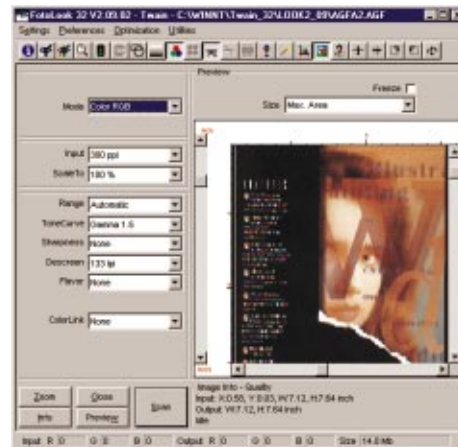 FotoLook 32 V2.09.02 - Twain - C:\WINNT\Twain_32\LOOK2_09\AGFA2.AGF
Settings Preferences Optimization Utilities
Preview
Freeze
Mode Color RGB
Size Max. Area
Input 300 ppi
ScaleTo 100 %
Range Automatic
ToneCurve Gamma 1.5
Sharpness None
Descreen 133 lpi
Flavor None
ColorLink None
Zoom Close Scan
Info Preview
Image Info - Quality
Input: X:0.56, Y:0.03, W:7.12, H:7.64 inch
Output: W:7.12, H:7.64 inch
Idle
Input R :0 G :0 B :0 Output R :0 G :0 B :0 Size 14.0 Mb